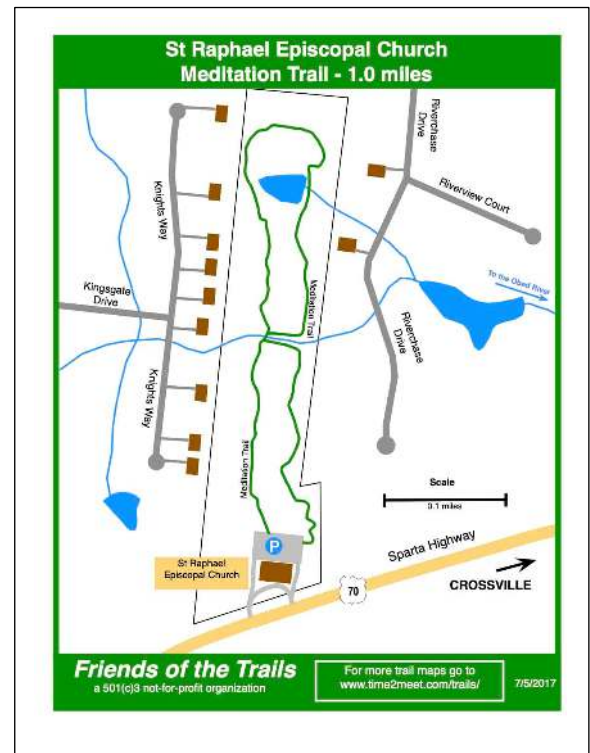 St Raphael Episcopal Church
Meditation Trail - 1.0 miles
Riverchase
Drive
Riverview Court
Knights Way
Kingsgate
Drive
Knights Way
Meditation Trail
To the Obed River
Riverchase
Drive
Meditation Trail
Scale
0.1 miles
P
St Raphael
Episcopal Church
Sparta Highway
70
CROSSVILLE
Friends of the Trails
a 501(c)3 not-for-profit organization
For more trail maps go to
www.time2meet.com/trails/
7/5/2017